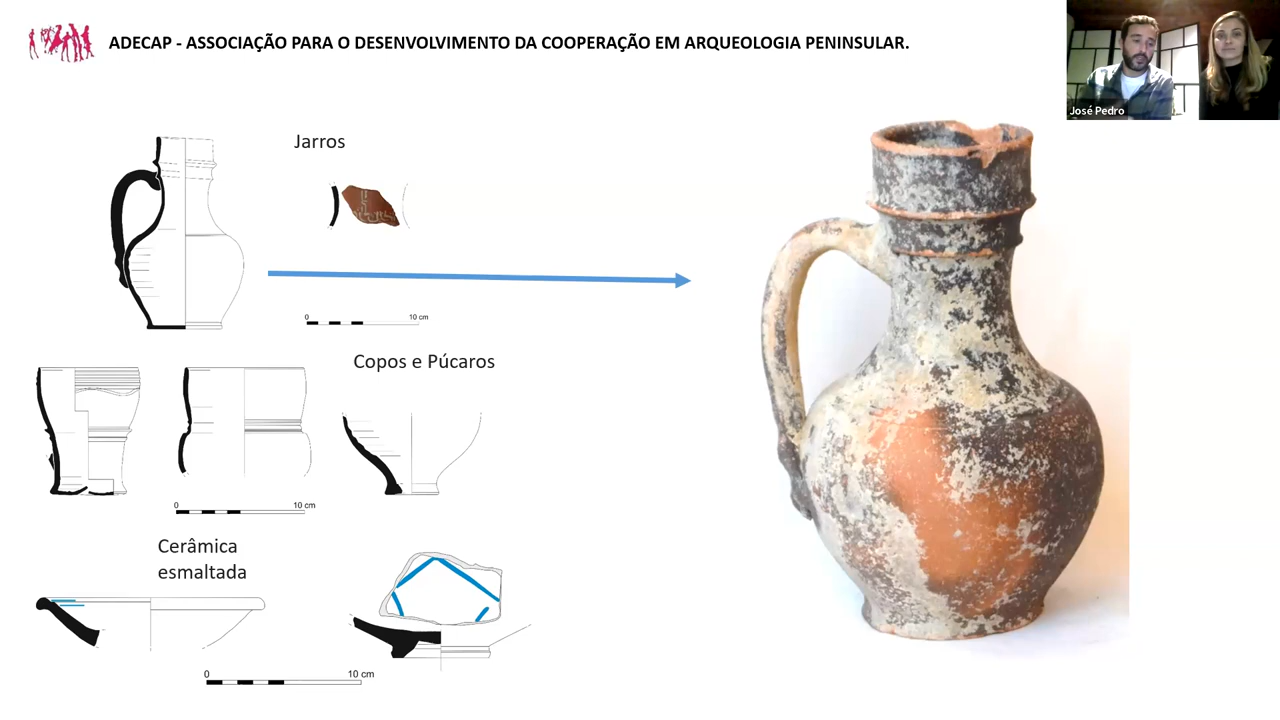 ADECAP - ASSOCIAÇÃO PARA O DESENVOLVIMENTO DA COOPERAÇÃO EM ARQUEOLOGIA PENINSULAR.
José Pedro
Jarros
0 10 cm
Copos e Púcaros
0 10 cm
Cerâmica
esmaltada
0 10 cm